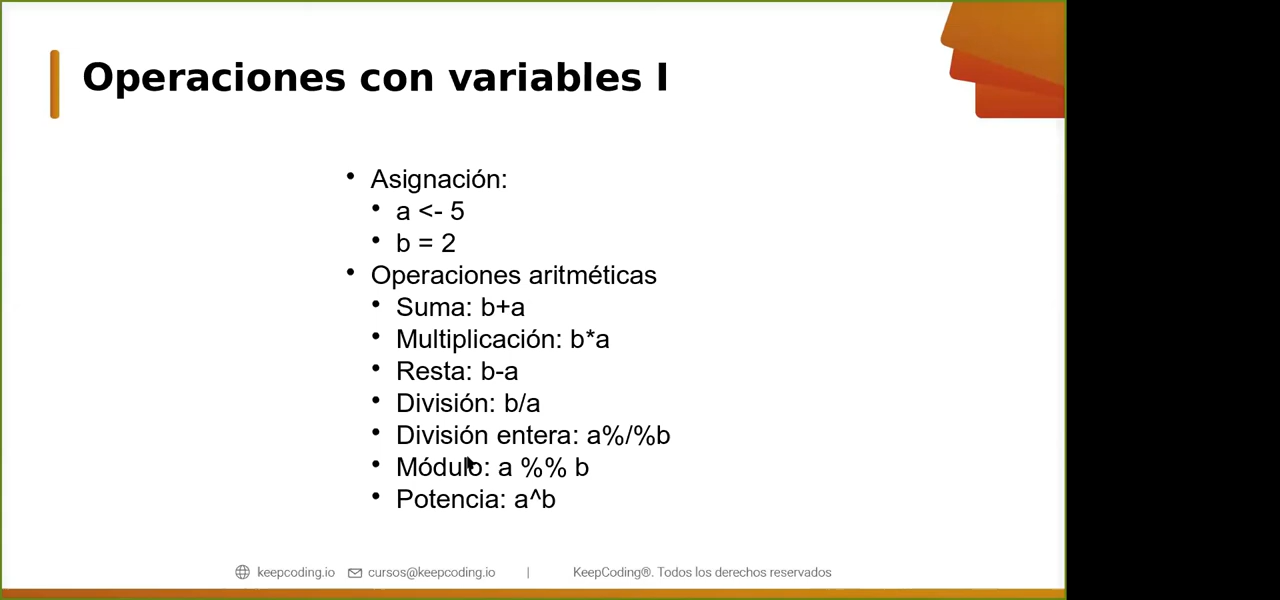 Operaciones con variables I
• Asignación:
• a <- 5
• b = 2
• Operaciones aritméticas
• Suma: b+a
• Multiplicación: b*a
• Resta: b-a
• División: b/a
• División entera: a%/%b
• Módulo: a %% b
• Potencia: a^b
keepcoding.io cursos@keepcoding.io | KeepCoding®. Todos los derechos reservados